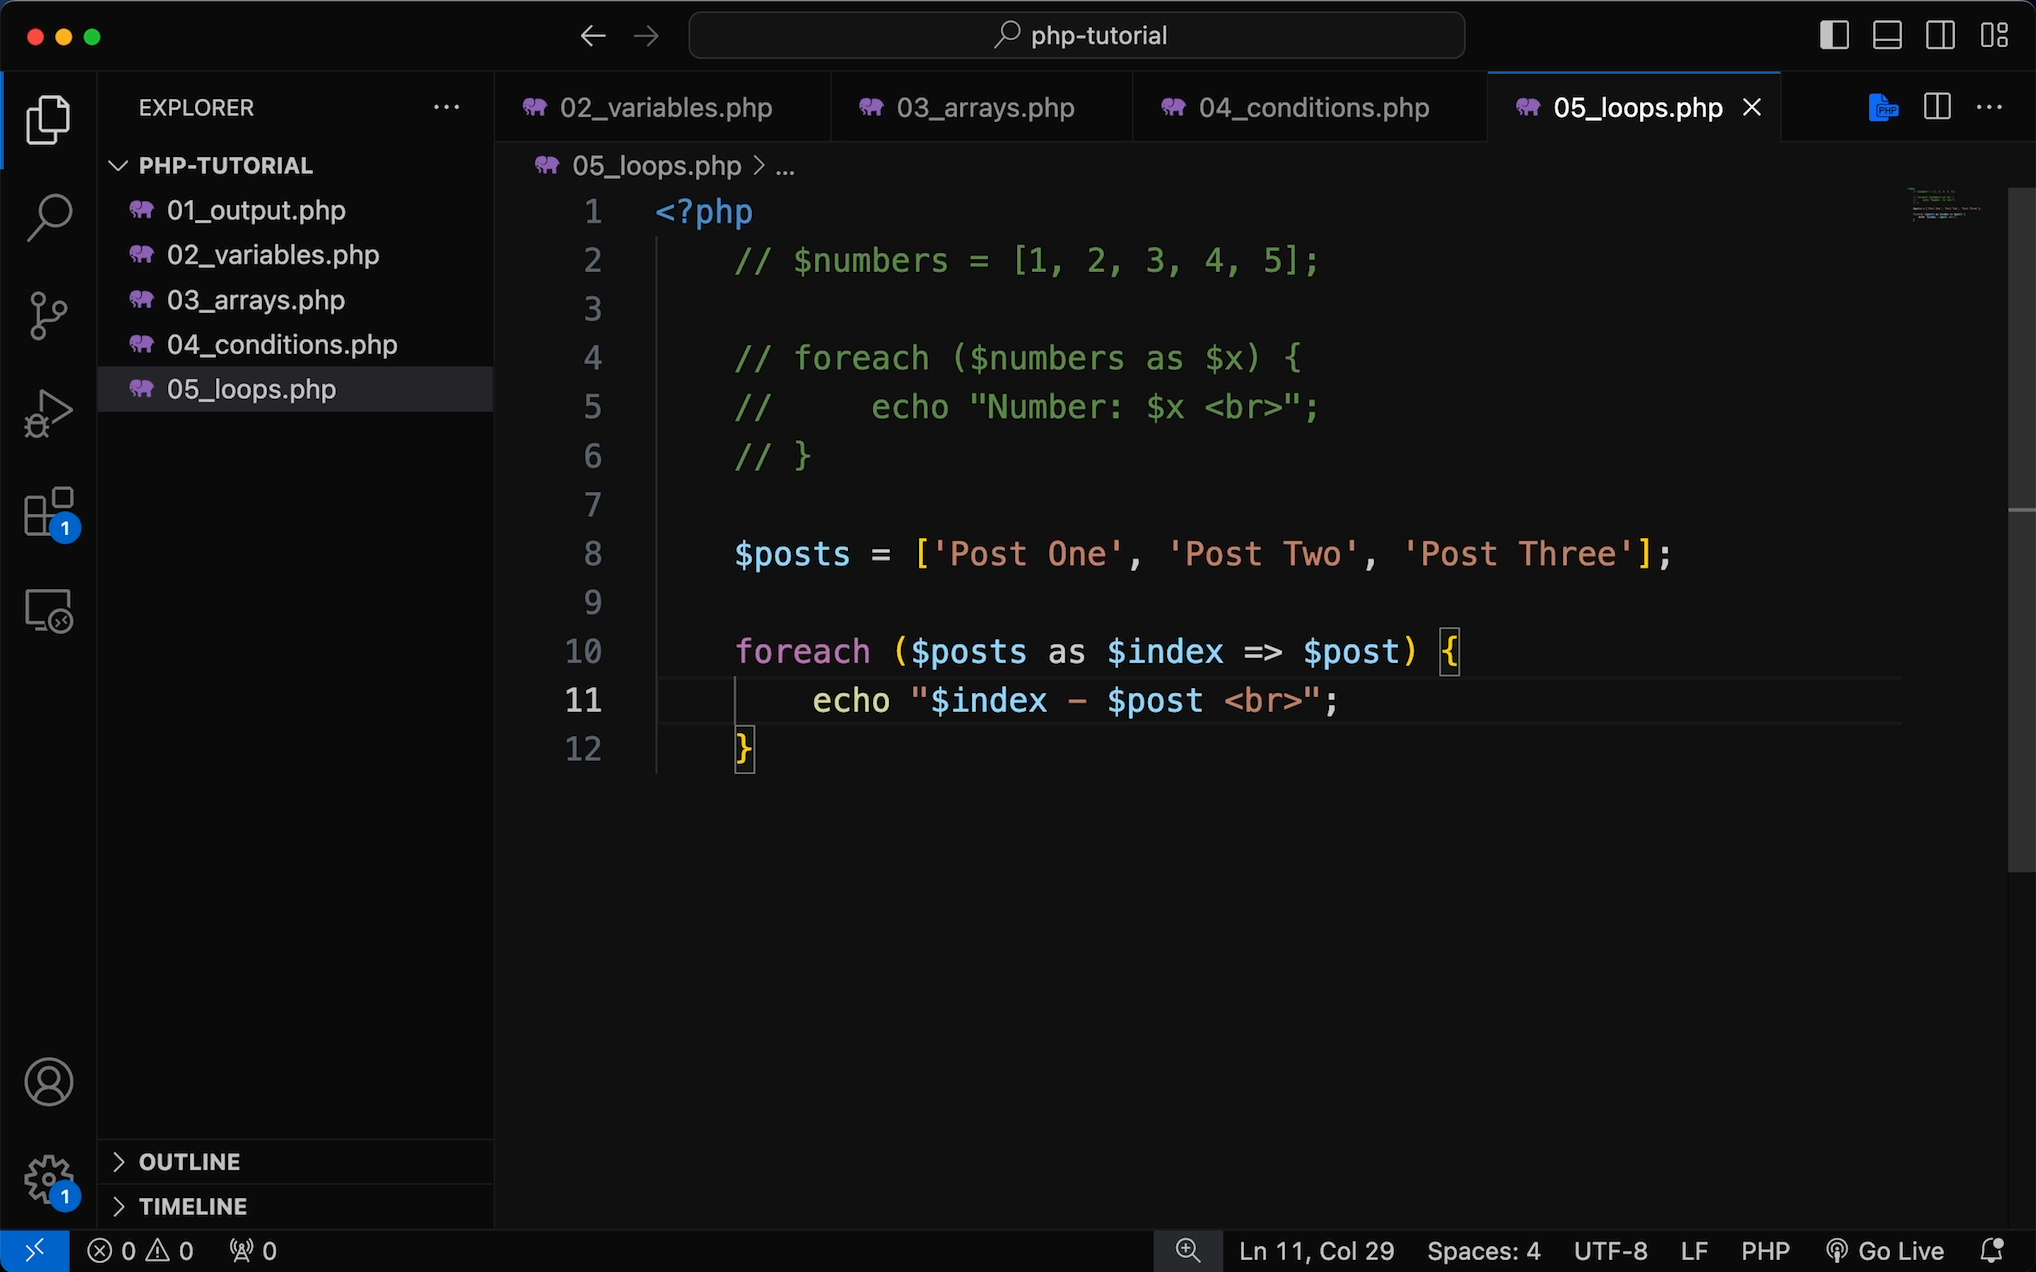 php-tutorial
EXPLORER
02_variables.php
03_arrays.php
04_conditions.php
05_loops.php
PHP-TUTORIAL
01_output.php
02_variables.php
03_arrays.php
04_conditions.php
05_loops.php
05_loops.php > ...
1 <?php
2 // $numbers = [1, 2, 3, 4, 5];
3
4 // foreach ($numbers as $x) {
5 //     echo "Number: $x <br>";
6 // }
7
8 $posts = ['Post One', 'Post Two', 'Post Three'];
9
10 foreach ($posts as $index => $post) {
11     echo "$index - $post <br>";
12 }
1
PHP
OUTLINE
1
TIMELINE
0 0 0 Ln 11, Col 29 Spaces: 4 UTF-8 LF PHP Go Live